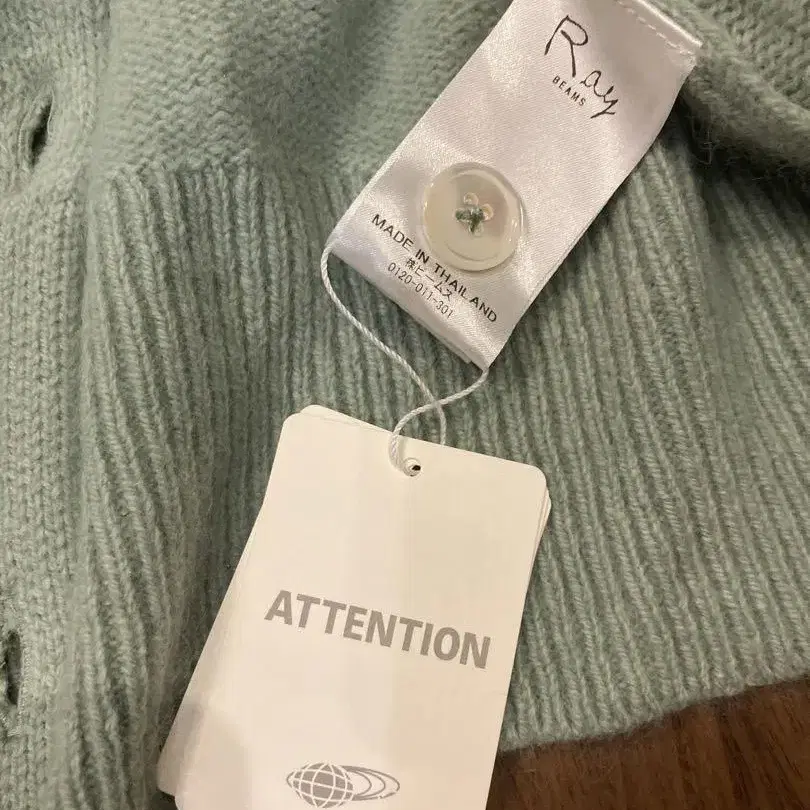 Ray
BEAMS
MADE IN THAILAND
㈱ビームス
0120-011-301
ATTENTION